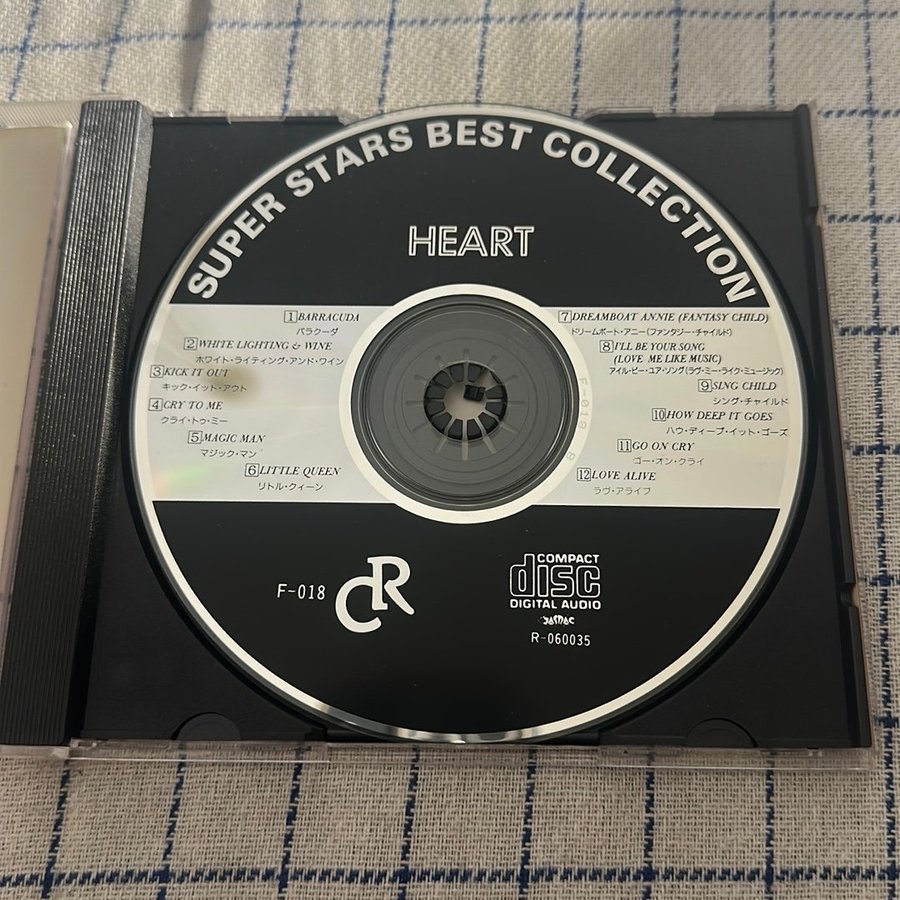 SUPER STARS BEST COLLECTION
HEART
1 BARRACUDA
バラクーダ
2 WHITE LIGHTING & WINE
ホワイト・ライティング・アンド・ワイン
3 KICK IT OUT
キック・イット・アウト
4 CRY TO ME
クライ・トゥ・ミー
5 MAGIC MAN
マジック・マン
6 LITTLE QUEEN
リトル・クィーン
7 DREAMBOAT ANNIE (FANTASY CHILD)
ドリームボート・アニー(ファンタジー・チャイルド)
8 I'LL BE YOUR SONG
(LOVE ME LIKE MUSIC)
アイル・ビー・ユア・ソング(ラヴ・ミー・ライク・ミュージック)
9 SING CHILD
シング・チャイルド
10 HOW DEEP IT GOES
ハウ・ディープ・イット・ゴーズ
11 GO ON CRY
ゴー・オン・クライ
12 LOVE ALIVE
ラヴ・アライブ
F-018
CR
COMPACT
disc
DIGITAL AUDIO
JASRAC
R-060035